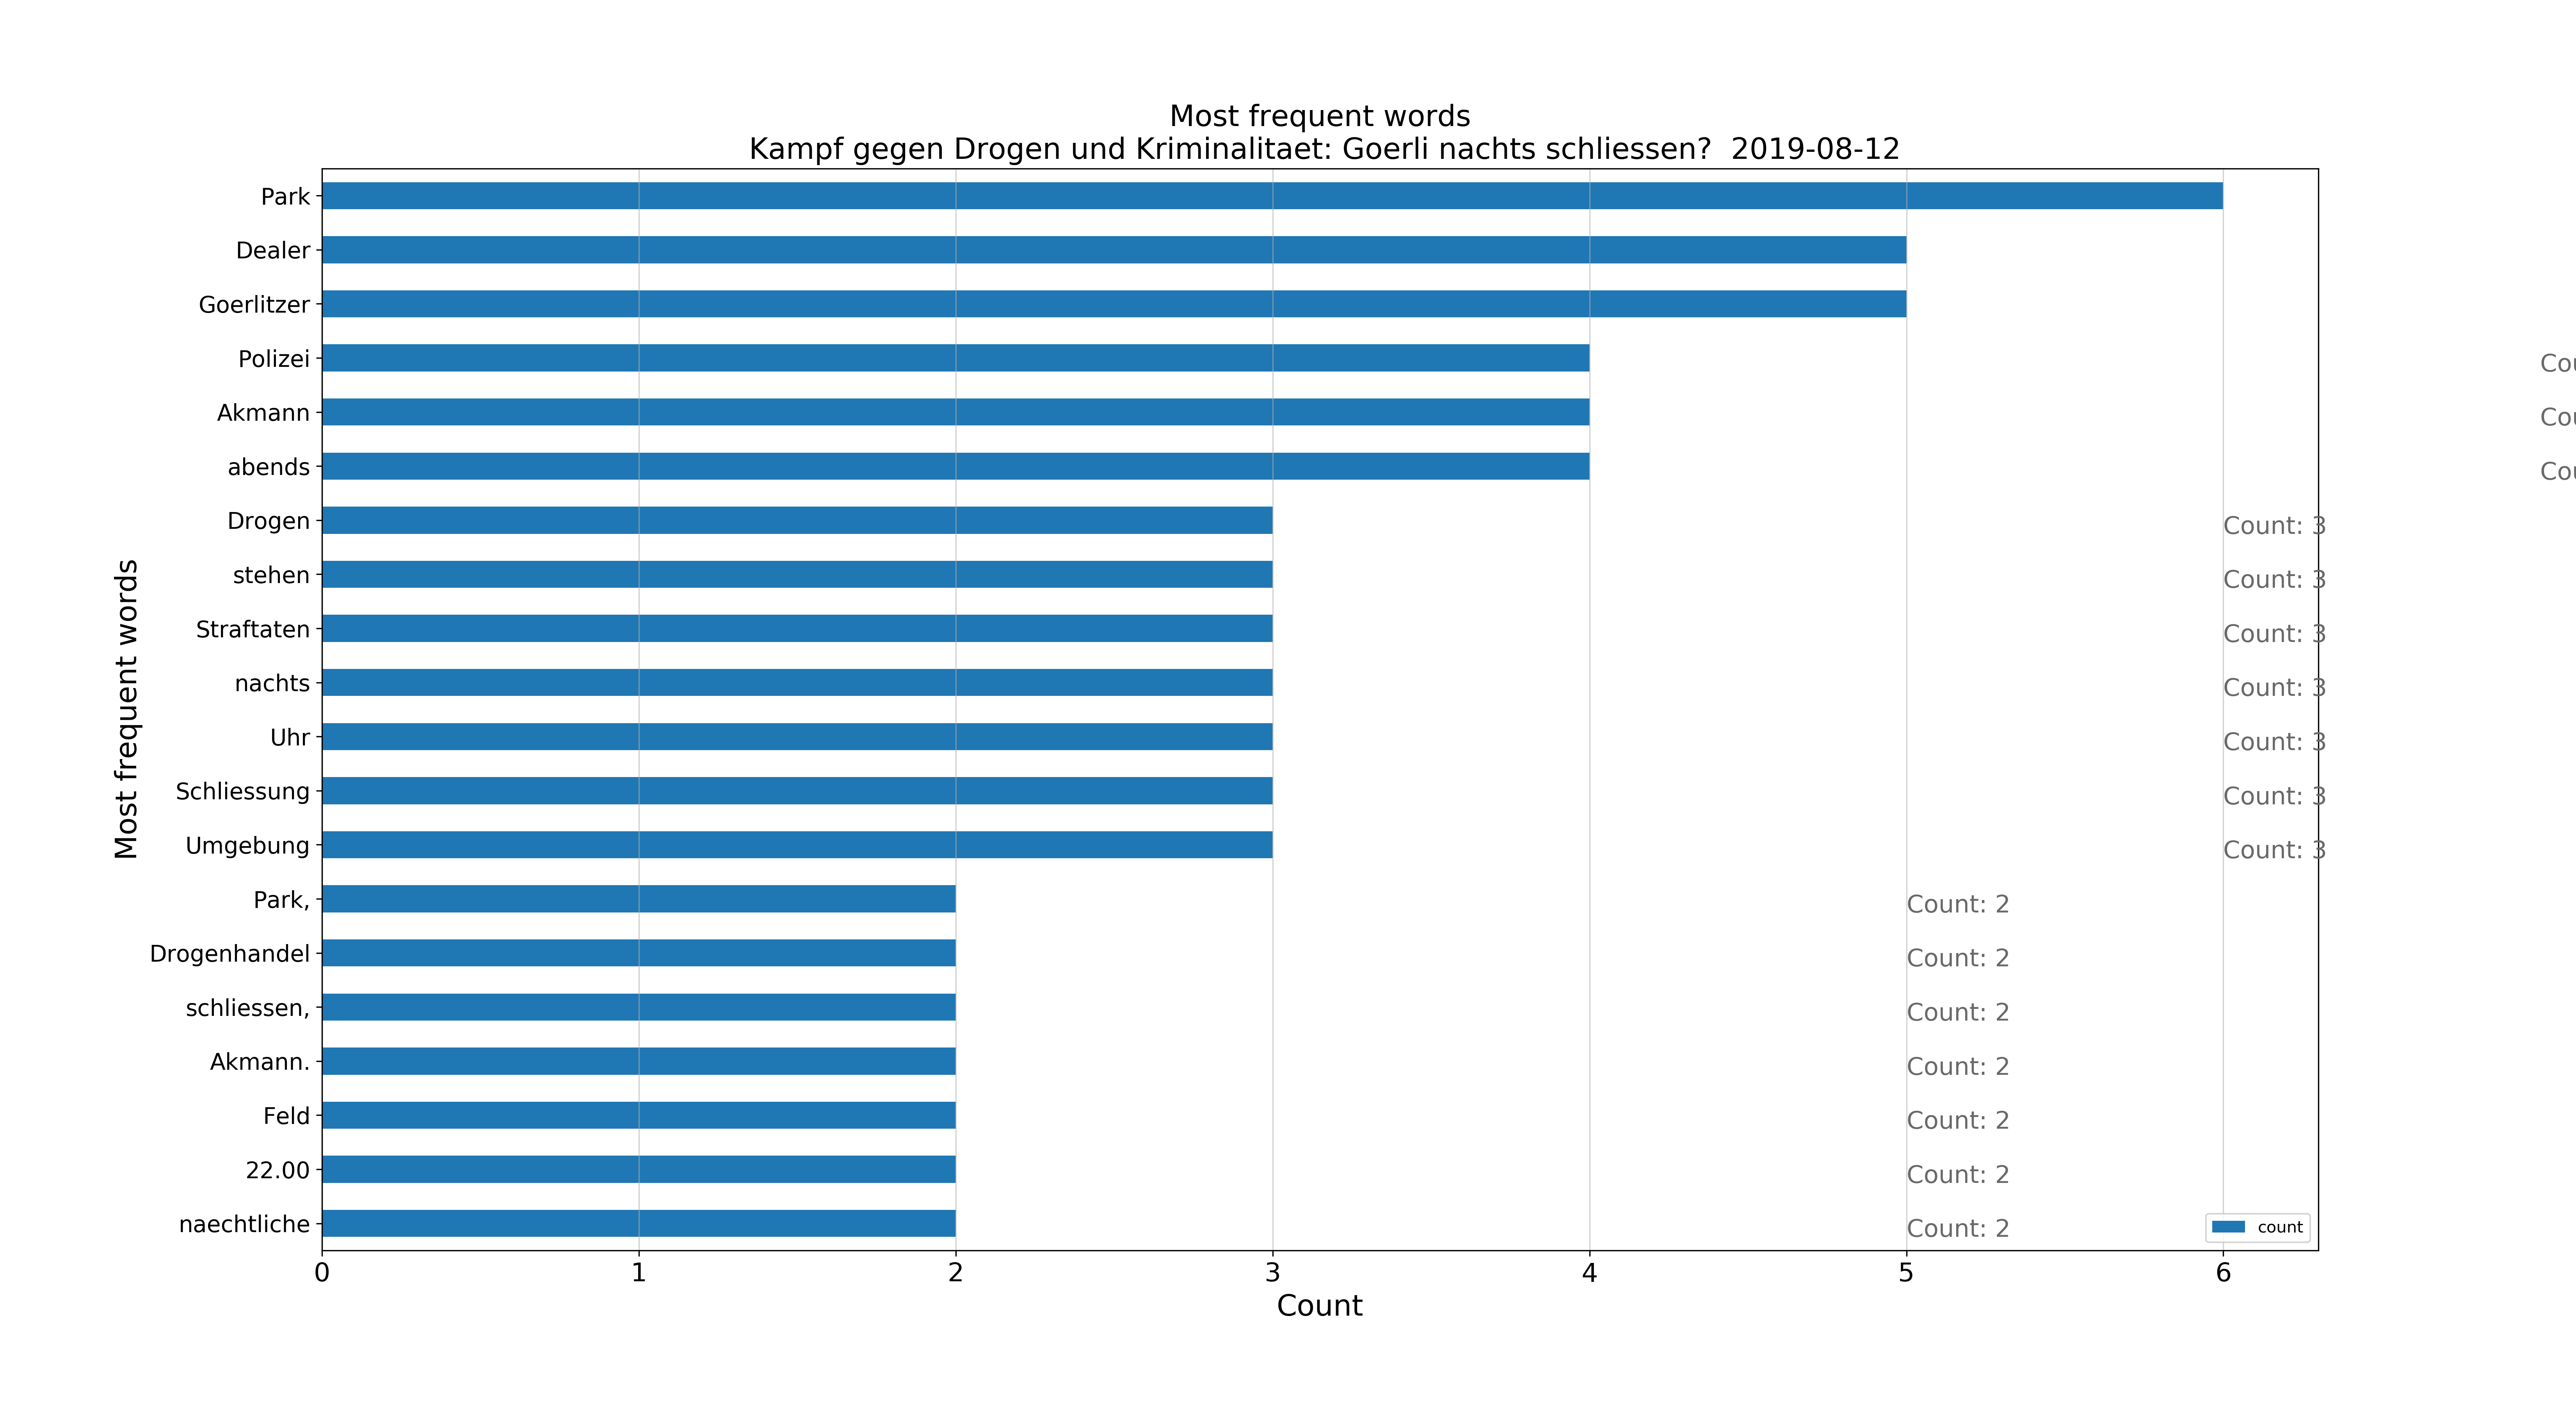 Most frequent words
Kampf gegen Drogen und Kriminalitaet: Goerli nachts schliessen?  2019-08-12
Most frequent words
Park
Dealer
Goerlitzer
Polizei Cou
Akmann Cou
abends Cou
Drogen Count: 3
stehen Count: 3
Straftaten Count: 3
nachts Count: 3
Uhr Count: 3
Schliessung Count: 3
Umgebung Count: 3
Park, Count: 2
Drogenhandel Count: 2
schliessen, Count: 2
Akmann. Count: 2
Feld Count: 2
22.00 Count: 2
naechtliche Count: 2
count
0 1 2 3 4 5 6
Count